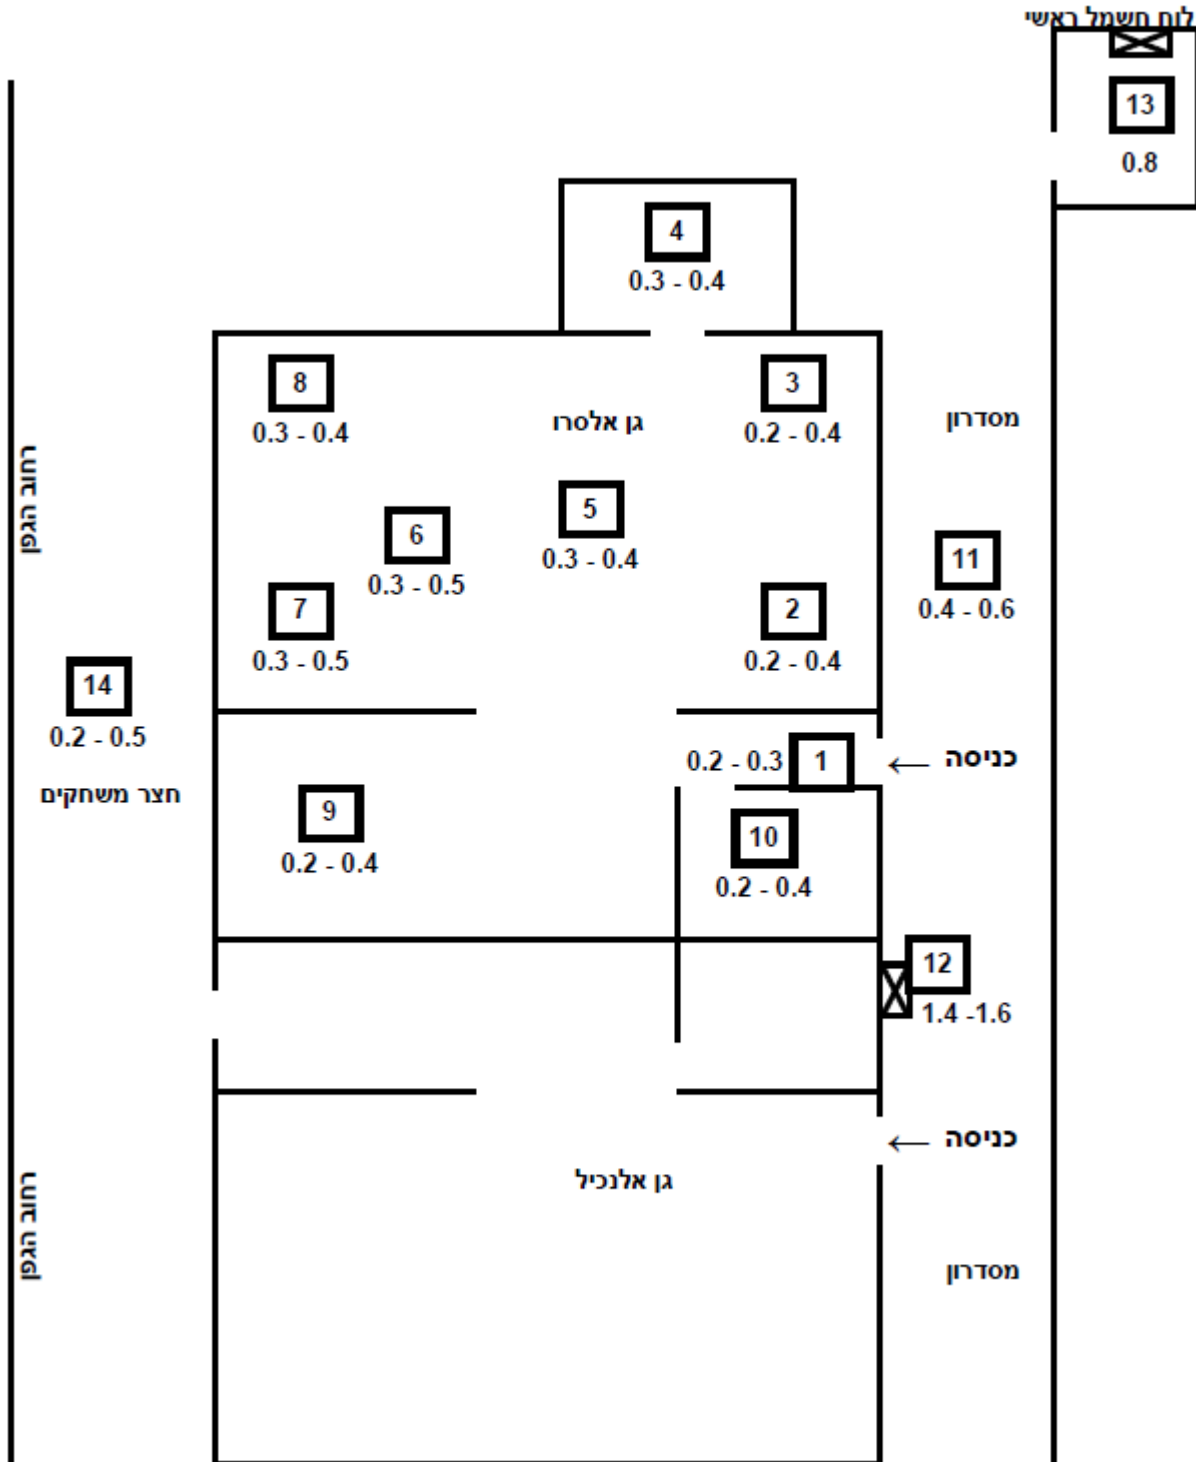 לוח חשמל ראשי
13
0.8
4
0.3 - 0.4
8
0.3 - 0.4
גן אלסרו
3
0.2 - 0.4
מסדרון
רחוב הגפן
5
0.3 - 0.4
6
0.3 - 0.5
11
0.4 - 0.6
7
0.3 - 0.5
2
0.2 - 0.4
14
0.2 - 0.5
חצר משחקים
0.2 - 0.3
1
← כניסה
9
0.2 - 0.4
10
0.2 - 0.4
12
1.4 -1.6
← כניסה
גן אלנכיל
רחוב הגפן
מסדרון